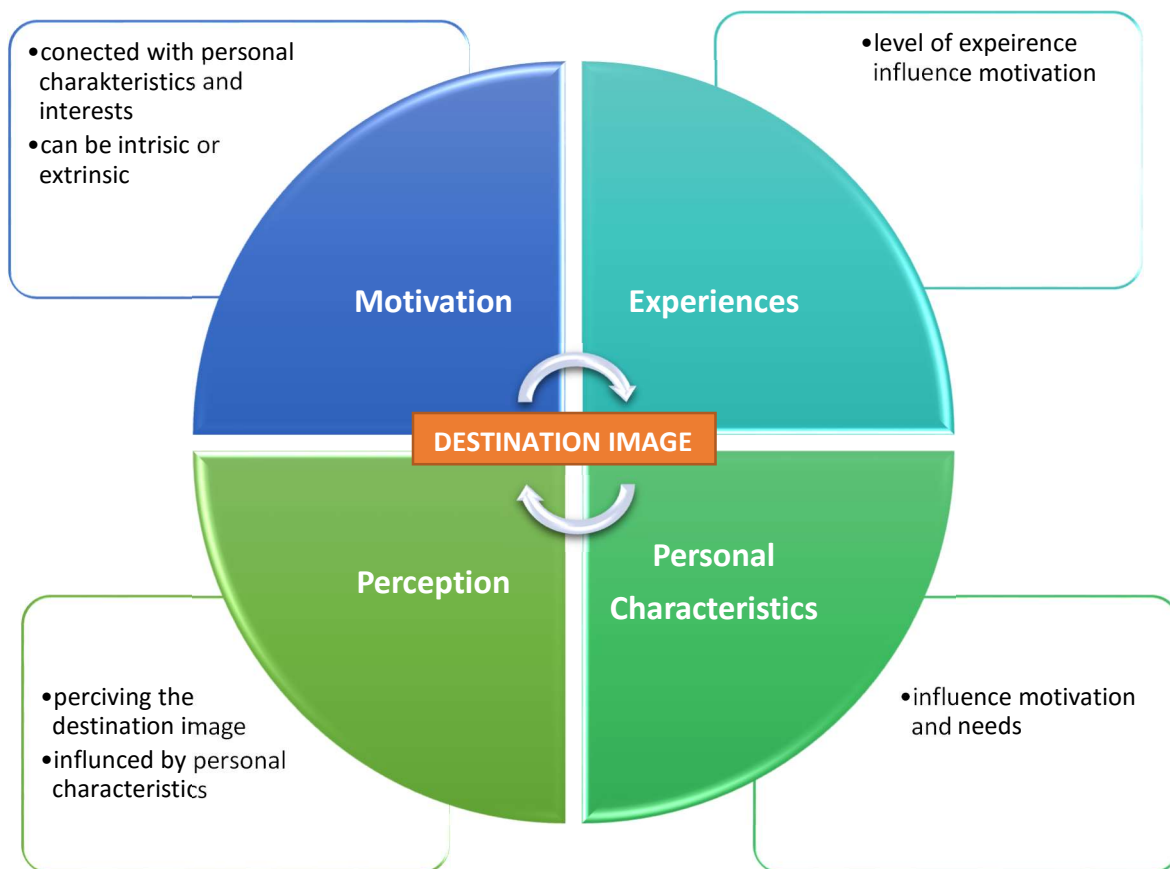 •conected with personal
charakteristics and
interests
•can be intrisic or
extrinsic
•level of expeirence
influence motivation
Motivation
Experiences
DESTINATION IMAGE
Perception
Personal
Characteristics
•perciving the
destination image
•influnced by personal
characteristics
•influence motivation
and needs